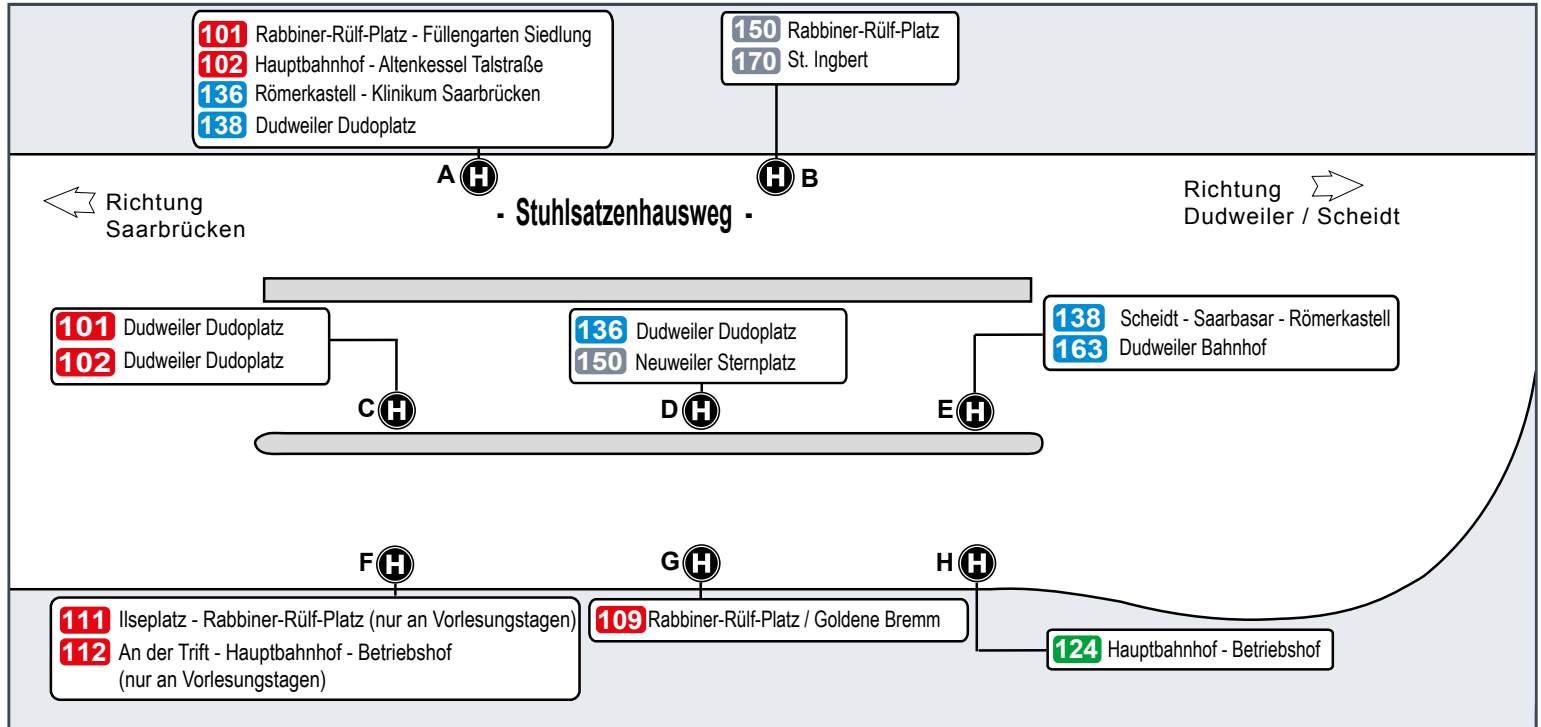 101 Rabbiner-Rülf-Platz - Füllengarten Siedlung
102 Hauptbahnhof - Altenkessel Talstraße
136 Römerkastell - Klinikum Saarbrücken
138 Dudweiler Dudoplatz
150 Rabbiner-Rülf-Platz
170 St. Ingbert
A H
H B
Richtung
Saarbrücken
- Stuhlsatzenhausweg -
Richtung
Dudweiler / Scheidt
101 Dudweiler Dudoplatz
102 Dudweiler Dudoplatz
136 Dudweiler Dudoplatz
150 Neuweiler Sternplatz
138 Scheidt - Saarbasar - Römerkastell
163 Dudweiler Bahnhof
C H
D H
E H
F H
G H
H H
111 Ilseplatz - Rabbiner-Rülf-Platz (nur an Vorlesungstagen)
112 An der Trift - Hauptbahnhof - Betriebshof
(nur an Vorlesungstagen)
109 Rabbiner-Rülf-Platz / Goldene Bremm
124 Hauptbahnhof - Betriebshof